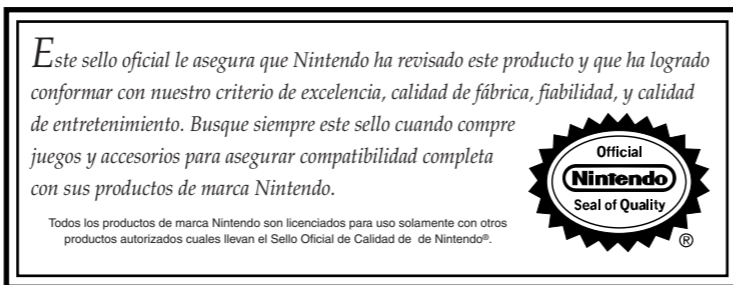 Este sello oficial le asegura que Nintendo ha revisado este producto y que ha logrado
conformar con nuestro criterio de excelencia, calidad de fábrica, fiabilidad, y calidad
de entretenimiento. Busque siempre este sello cuando compre
juegos y accesorios para asegurar compatibilidad completa
con sus productos de marca Nintendo.
Todos los productos de marca Nintendo son licenciados para uso solamente con otros
productos autorizados cuales llevan el Sello Oficial de Calidad de de Nintendo®.
Official
Nintendo
Seal of Quality
®